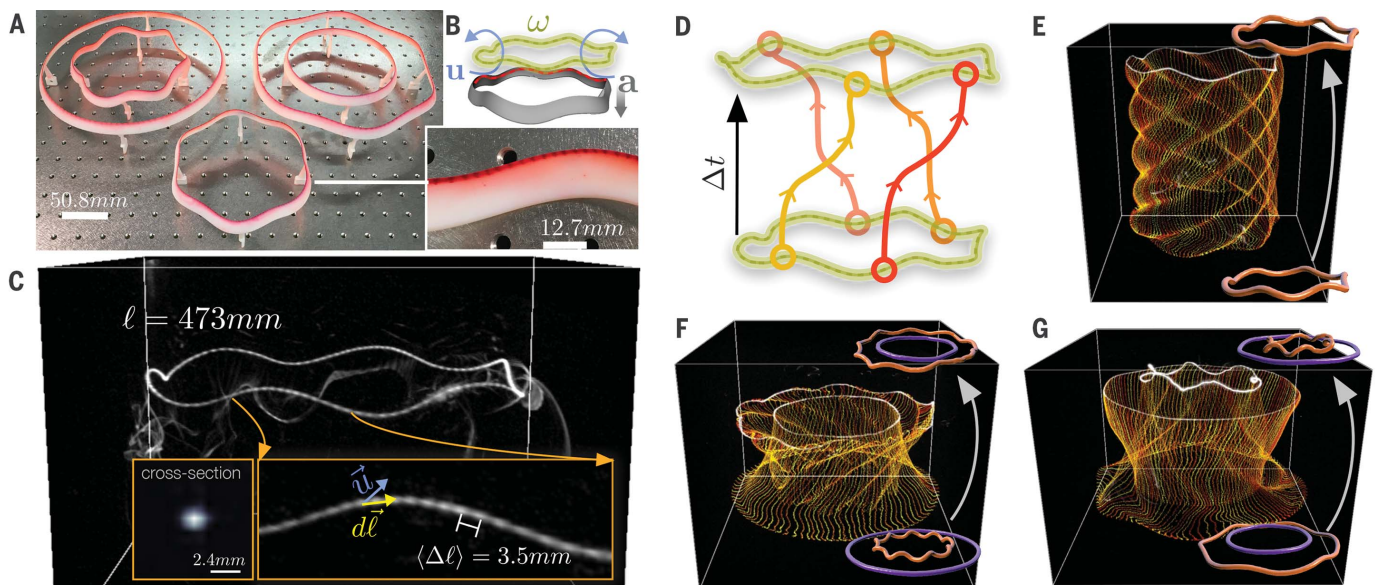 A
50.8mm
B
ω
u
a
12.7mm
C
ℓ = 473mm
cross-section
2.4mm
u⃗
dℓ⃗
⟨Δℓ⟩ = 3.5mm
D
Δt
E
F
G